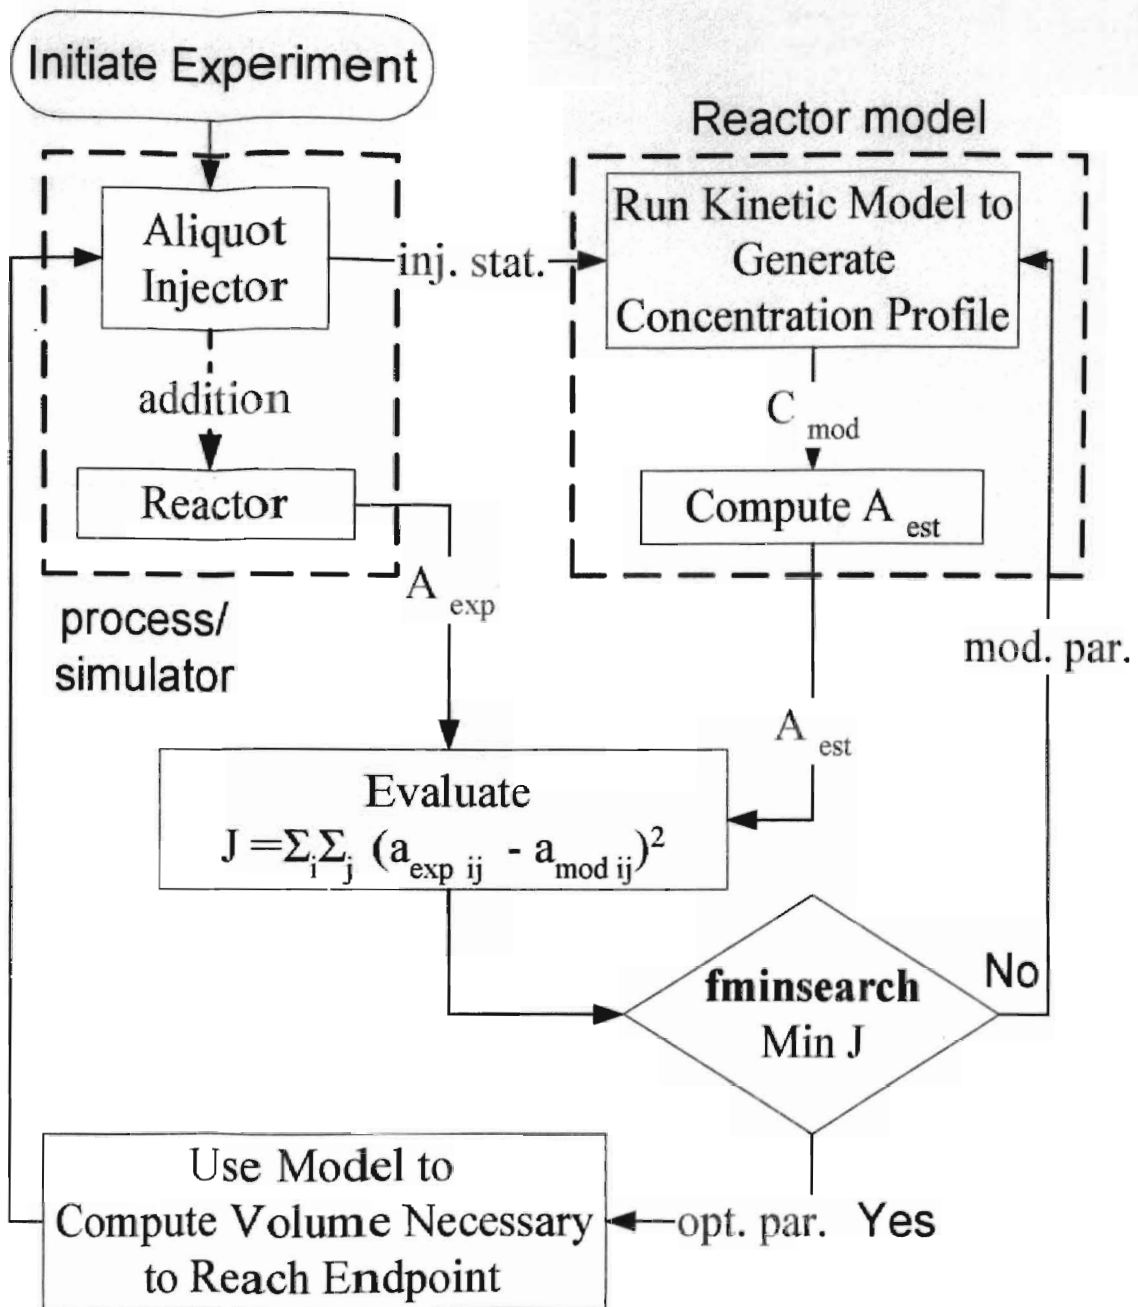 Initiate Experiment
Reactor model
Aliquot
Injector
inj. stat.
Run Kinetic Model to
Generate
Concentration Profile
addition
C mod
Reactor
Compute A est
A exp
process/
simulator
mod. par.
A est
Evaluate
J =ΣiΣj (aexp ij - amod ij)²
No
fminsearch
Min J
Use Model to
Compute Volume Necessary
to Reach Endpoint
opt. par.
Yes